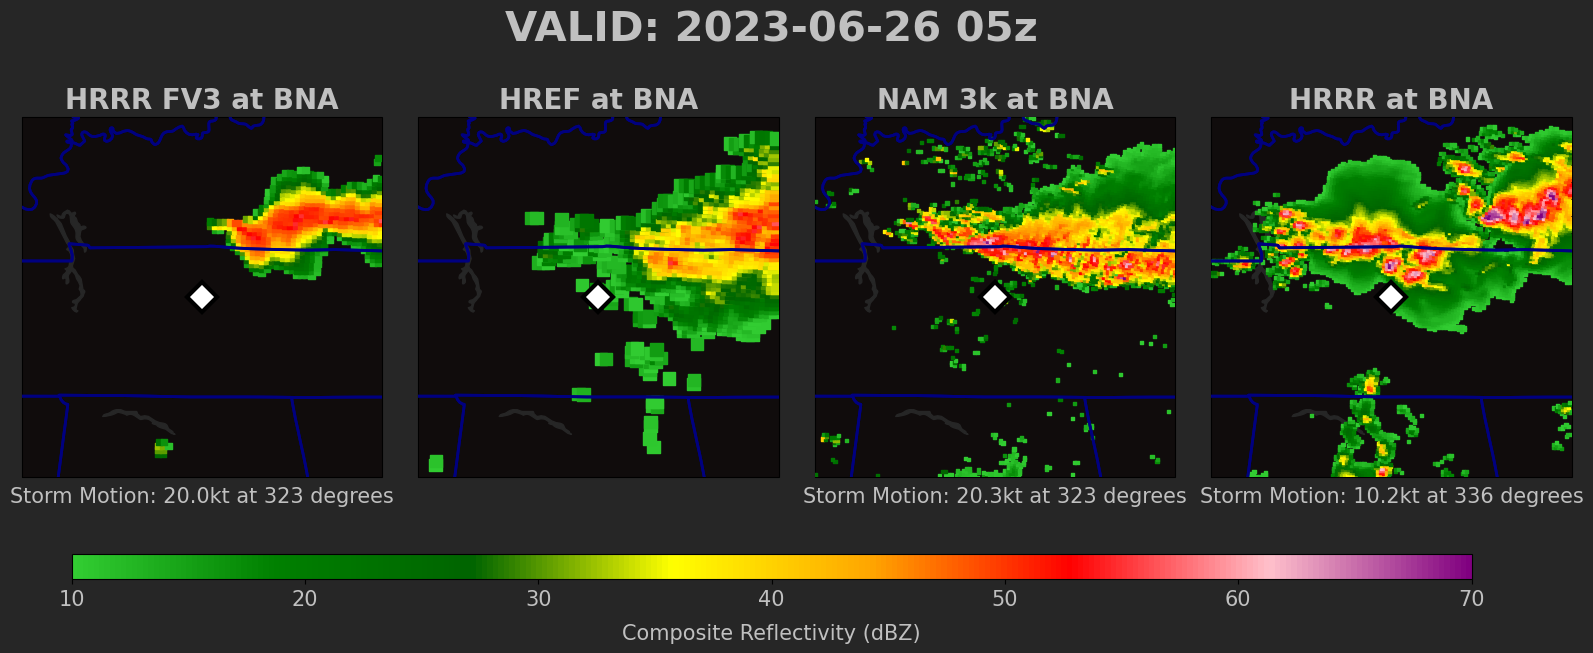 VALID: 2023-06-26 05z
HRRR FV3 at BNA
HREF at BNA
NAM 3k at BNA
HRRR at BNA
Storm Motion: 20.0kt at 323 degrees
Storm Motion: 20.3kt at 323 degrees
Storm Motion: 10.2kt at 336 degrees
10 20 30 40 50 60 70
Composite Reflectivity (dBZ)